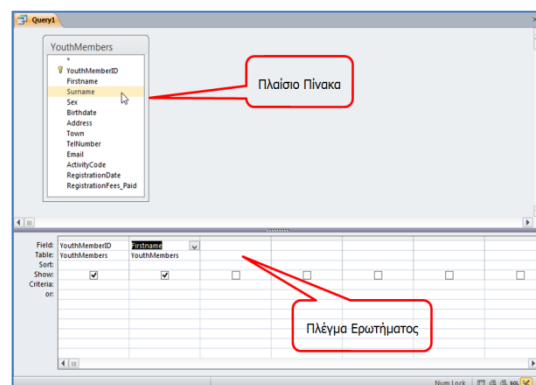 Query1
YouthMembers
*
YouthMemberID
Firstname
Surname
Sex
Birthdate
Address
Town
TelNumber
Email
ActivityCode
RegistrationDate
RegistrationFees_Paid
Πλαίσιο Πίνακα
Field: YouthMemberID Firstname
Table: YouthMembers YouthMembers
Sort:
Show:
Criteria:
or:
Πλέγμα Ερωτήματος
Num Lock SQL